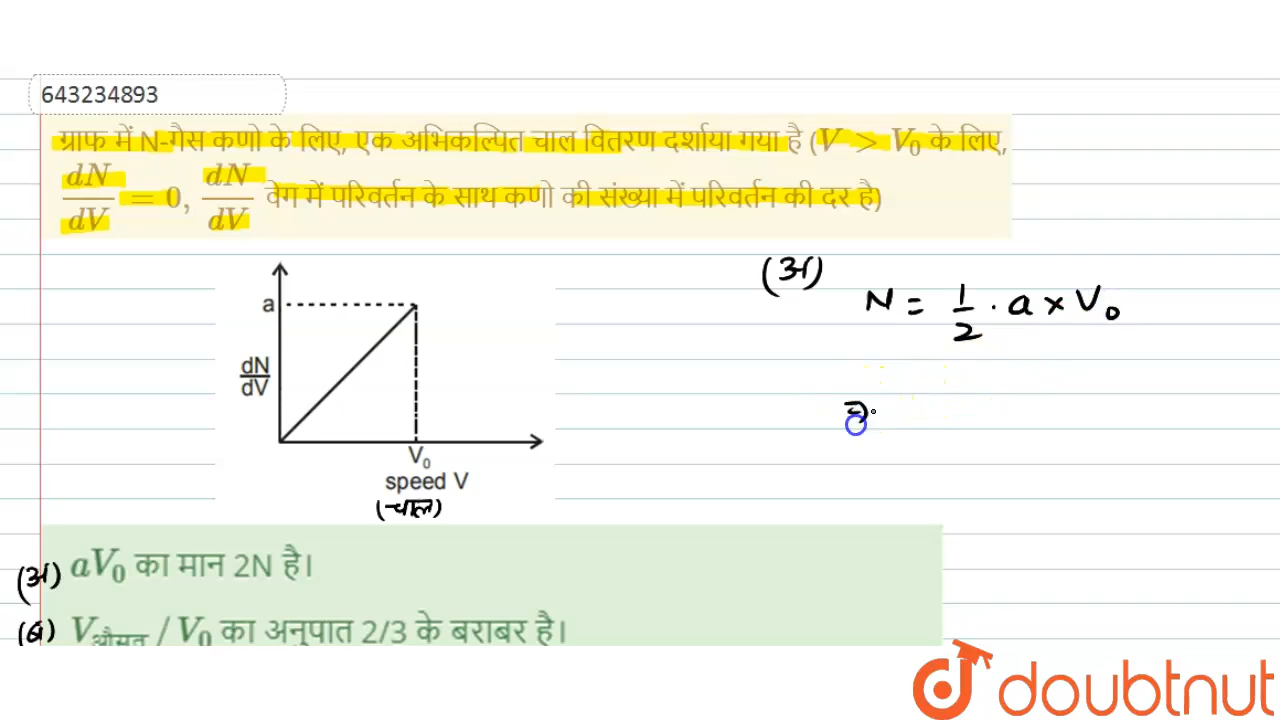 643234893
ग्राफ में N-गैस कणो के लिए, एक अभिकल्पित चाल वितरण दर्शाया गया है (V > V₀ के लिए,
dN/dV = 0, dN/dV वेग में परिवर्तन के साथ कणो की संख्या में परिवर्तन की दर है)
(अ)
N = 1/2 · a × V₀
a
dN/dV
V₀
speed V
(चाल)
(अ) aV₀ का मान 2N है।
(ब) Vऔसत / V₀ का अनुपात 2/3 के बराबर है।
doubtnut